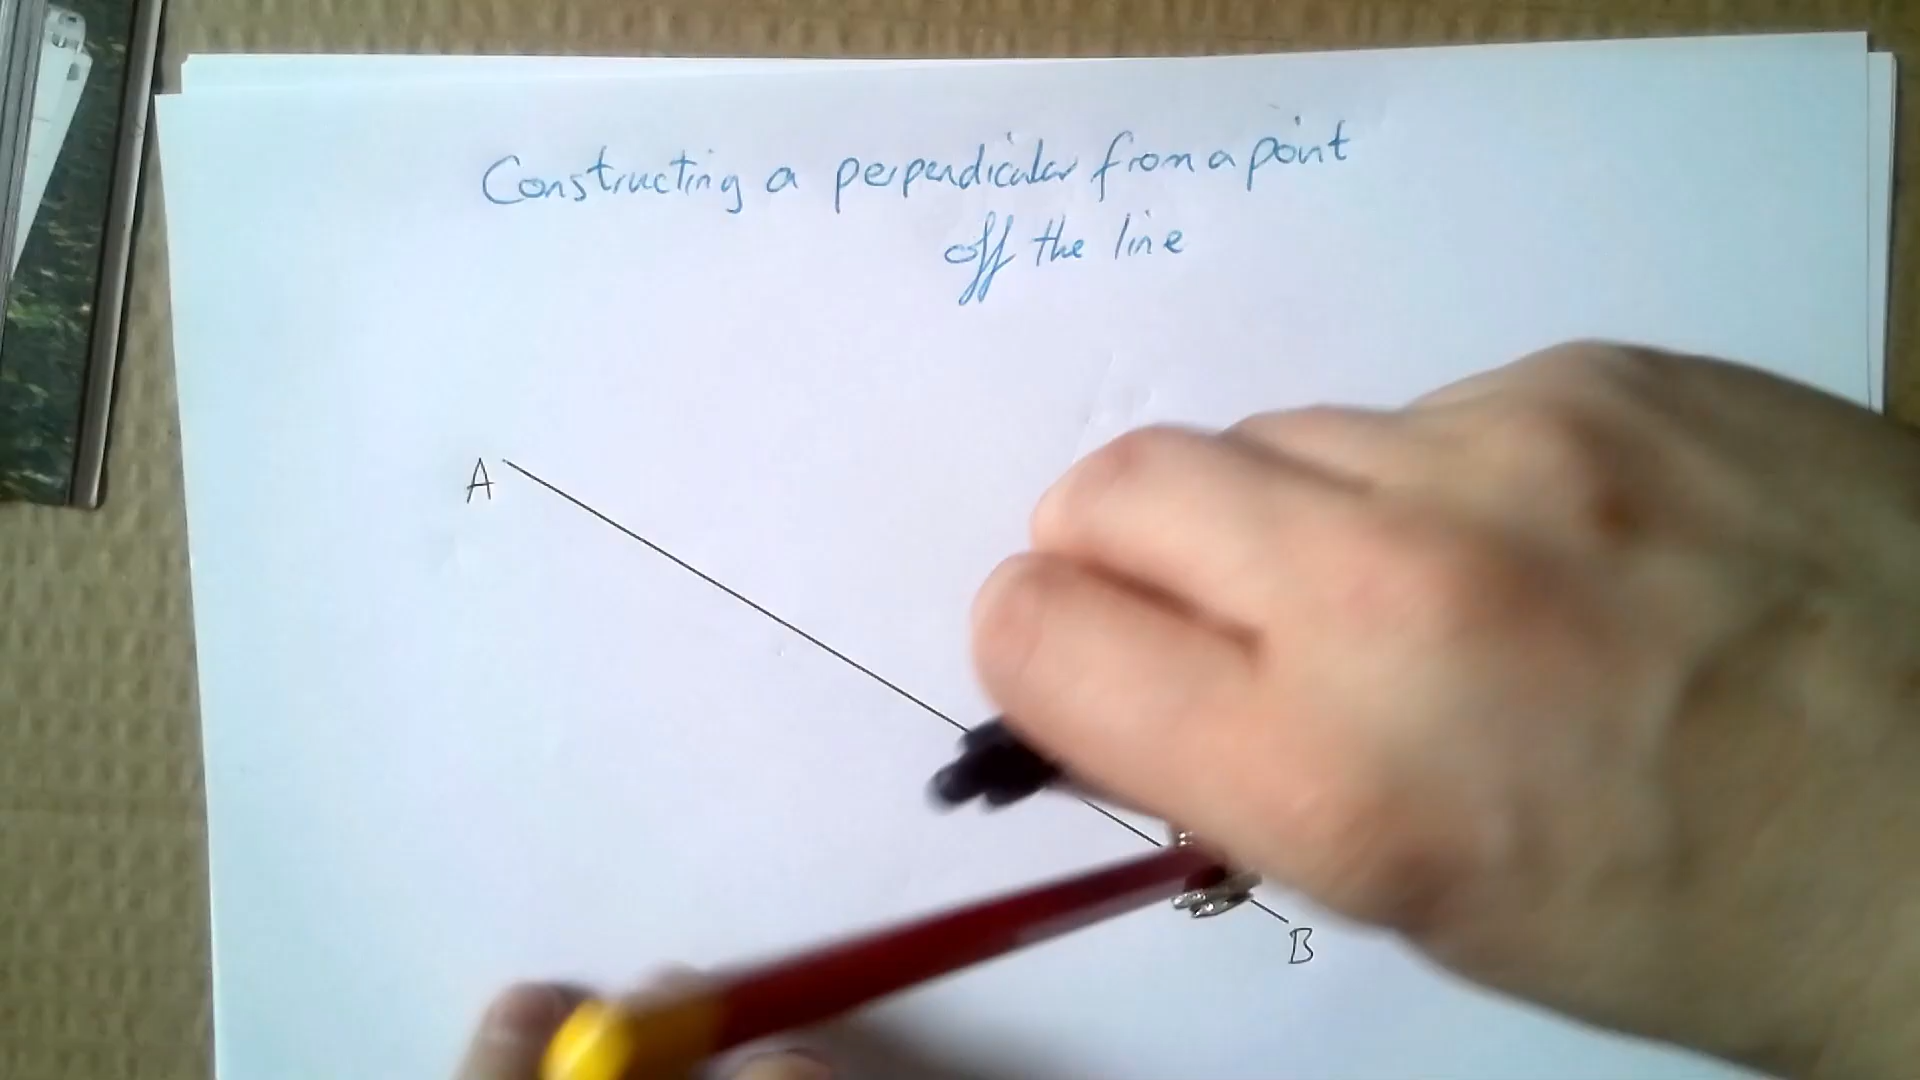 Constructing a perpendicular from a point
off the line
A
B